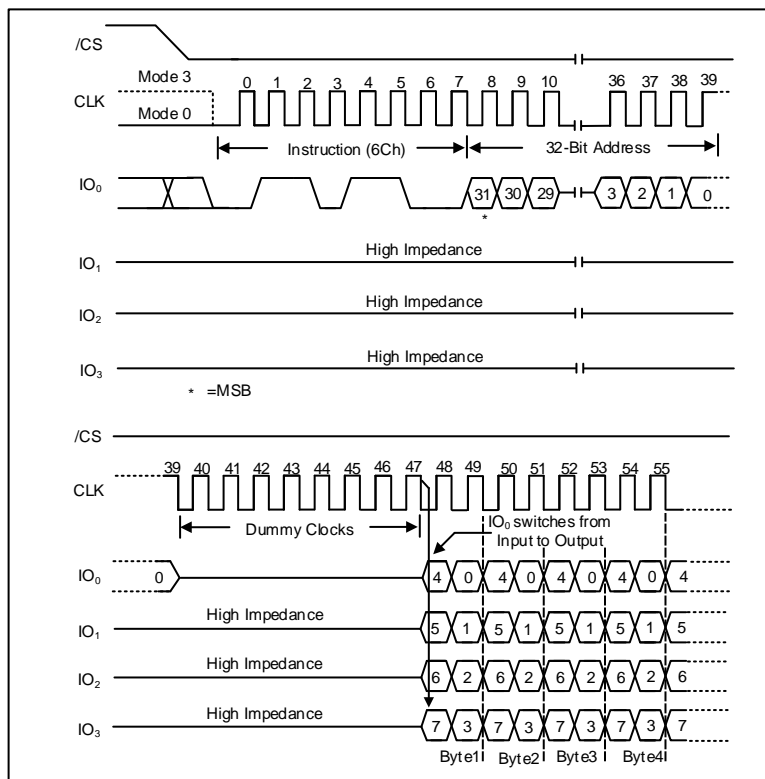 /CS
Mode 3
0 1 2 3 4 5 6 7 8 9 10 36 37 38 39
CLK
Mode 0
Instruction (6Ch) 32-Bit Address
IO0 31 30 29 3 2 1 0
*
High Impedance
IO1
High Impedance
IO2
High Impedance
IO3
* =MSB
/CS
39 40 41 42 43 44 45 46 47 48 49 50 51 52 53 54 55
CLK
Dummy Clocks
IO0 switches from
Input to Output
IO0 0 4 0 4 0 4 0 4 0 4
High Impedance
IO1 5 1 5 1 5 1 5 1 5
High Impedance
IO2 6 2 6 2 6 2 6 2 6
High Impedance
IO3 7 3 7 3 7 3 7 3 7
Byte1 Byte2 Byte3 Byte4